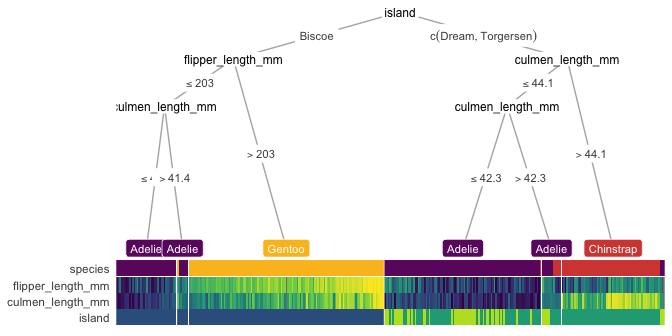 island
Biscoe
c(Dream, Torgersen)
flipper_length_mm
culmen_length_mm
≤ 203
≤ 44.1
culmen_length_mm
culmen_length_mm
> 203
> 44.1
≤
> 41.4
≤ 42.3
> 42.3
Adelie
Adelie
Gentoo
Adelie
Adelie
Chinstrap
species
flipper_length_mm
culmen_length_mm
island